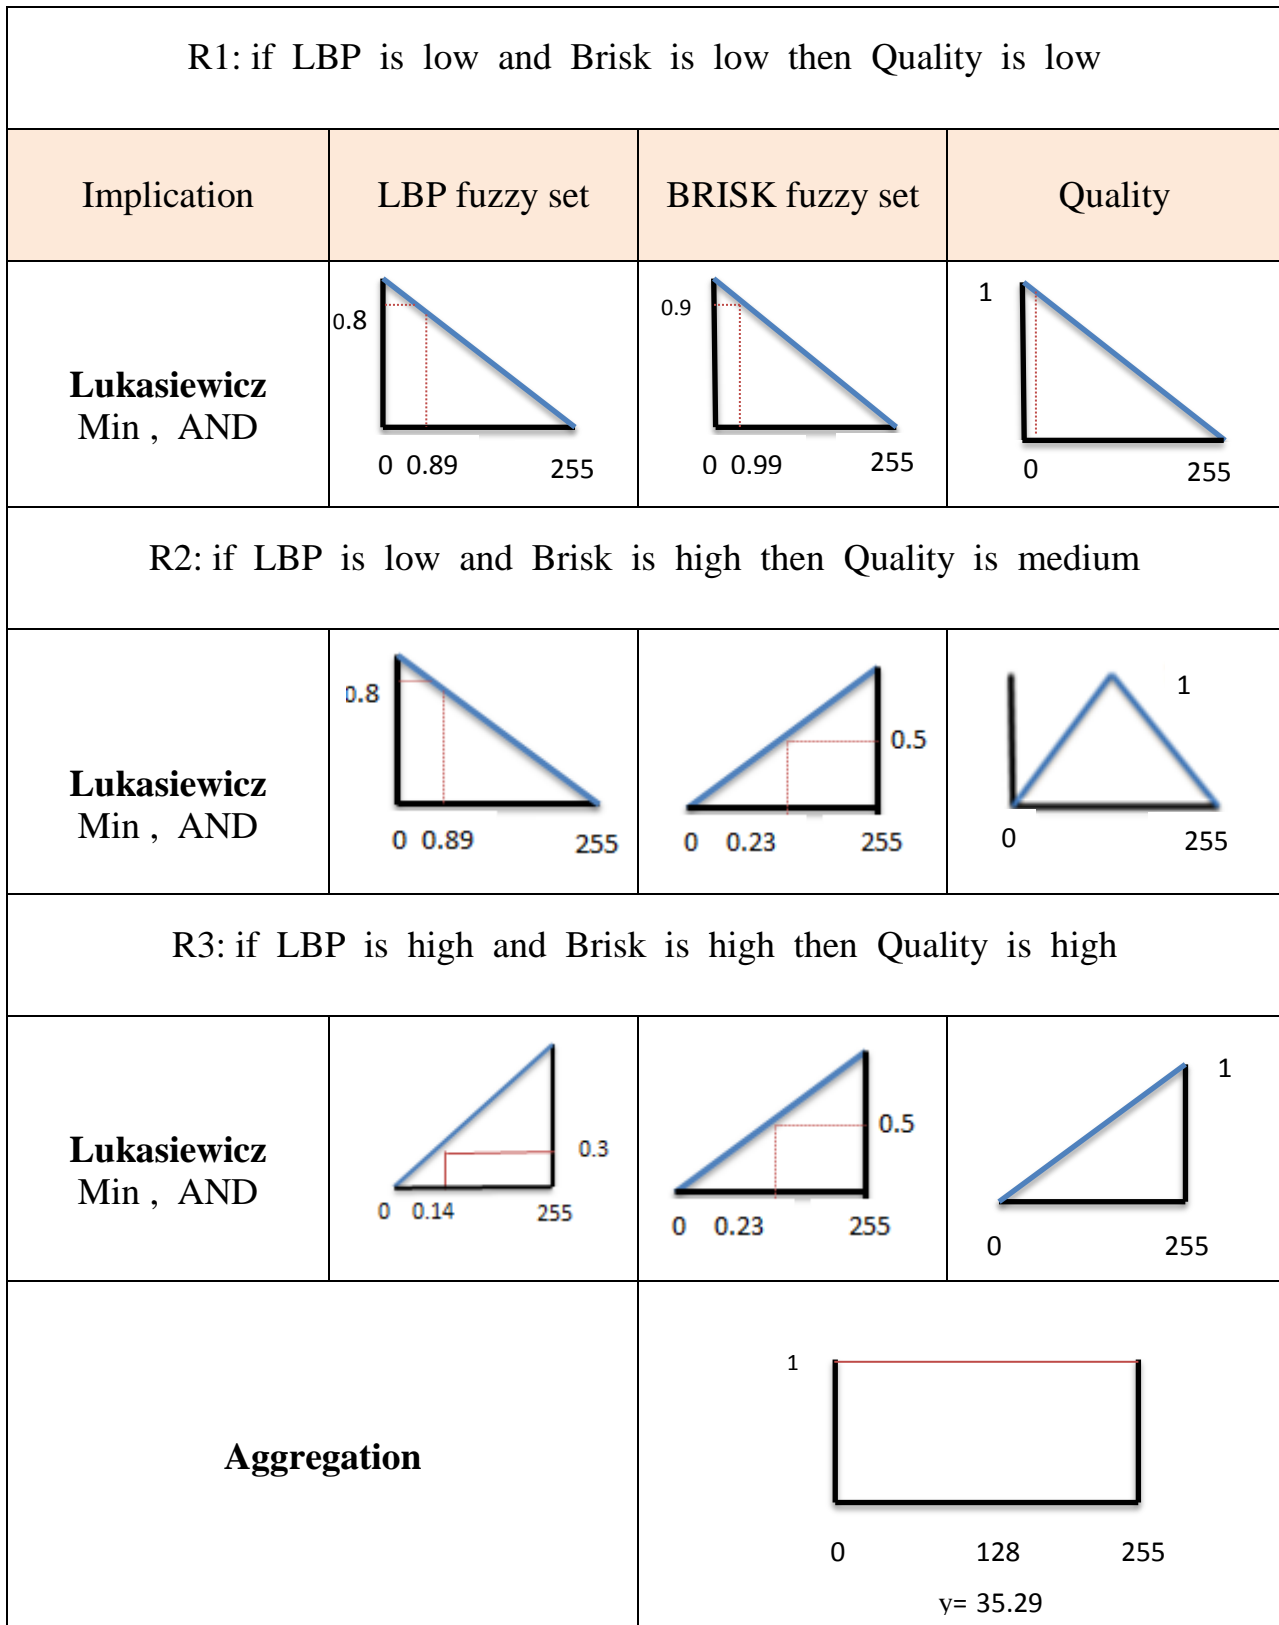 R1: if LBP is low and Brisk is low then Quality is low
Implication
LBP fuzzy set
BRISK fuzzy set
Quality
Lukasiewicz
Min , AND
0.8
0 0.89 255
0.9
0 0.99 255
1
0 255
R2: if LBP is low and Brisk is high then Quality is medium
Lukasiewicz
Min , AND
0.8
0 0.89 255
0.5
0 0.23 255
1
0 255
R3: if LBP is high and Brisk is high then Quality is high
Lukasiewicz
Min , AND
0.3
0 0.14 255
0.5
0 0.23 255
1
0 255
Aggregation
1
0 128 255
y= 35.29